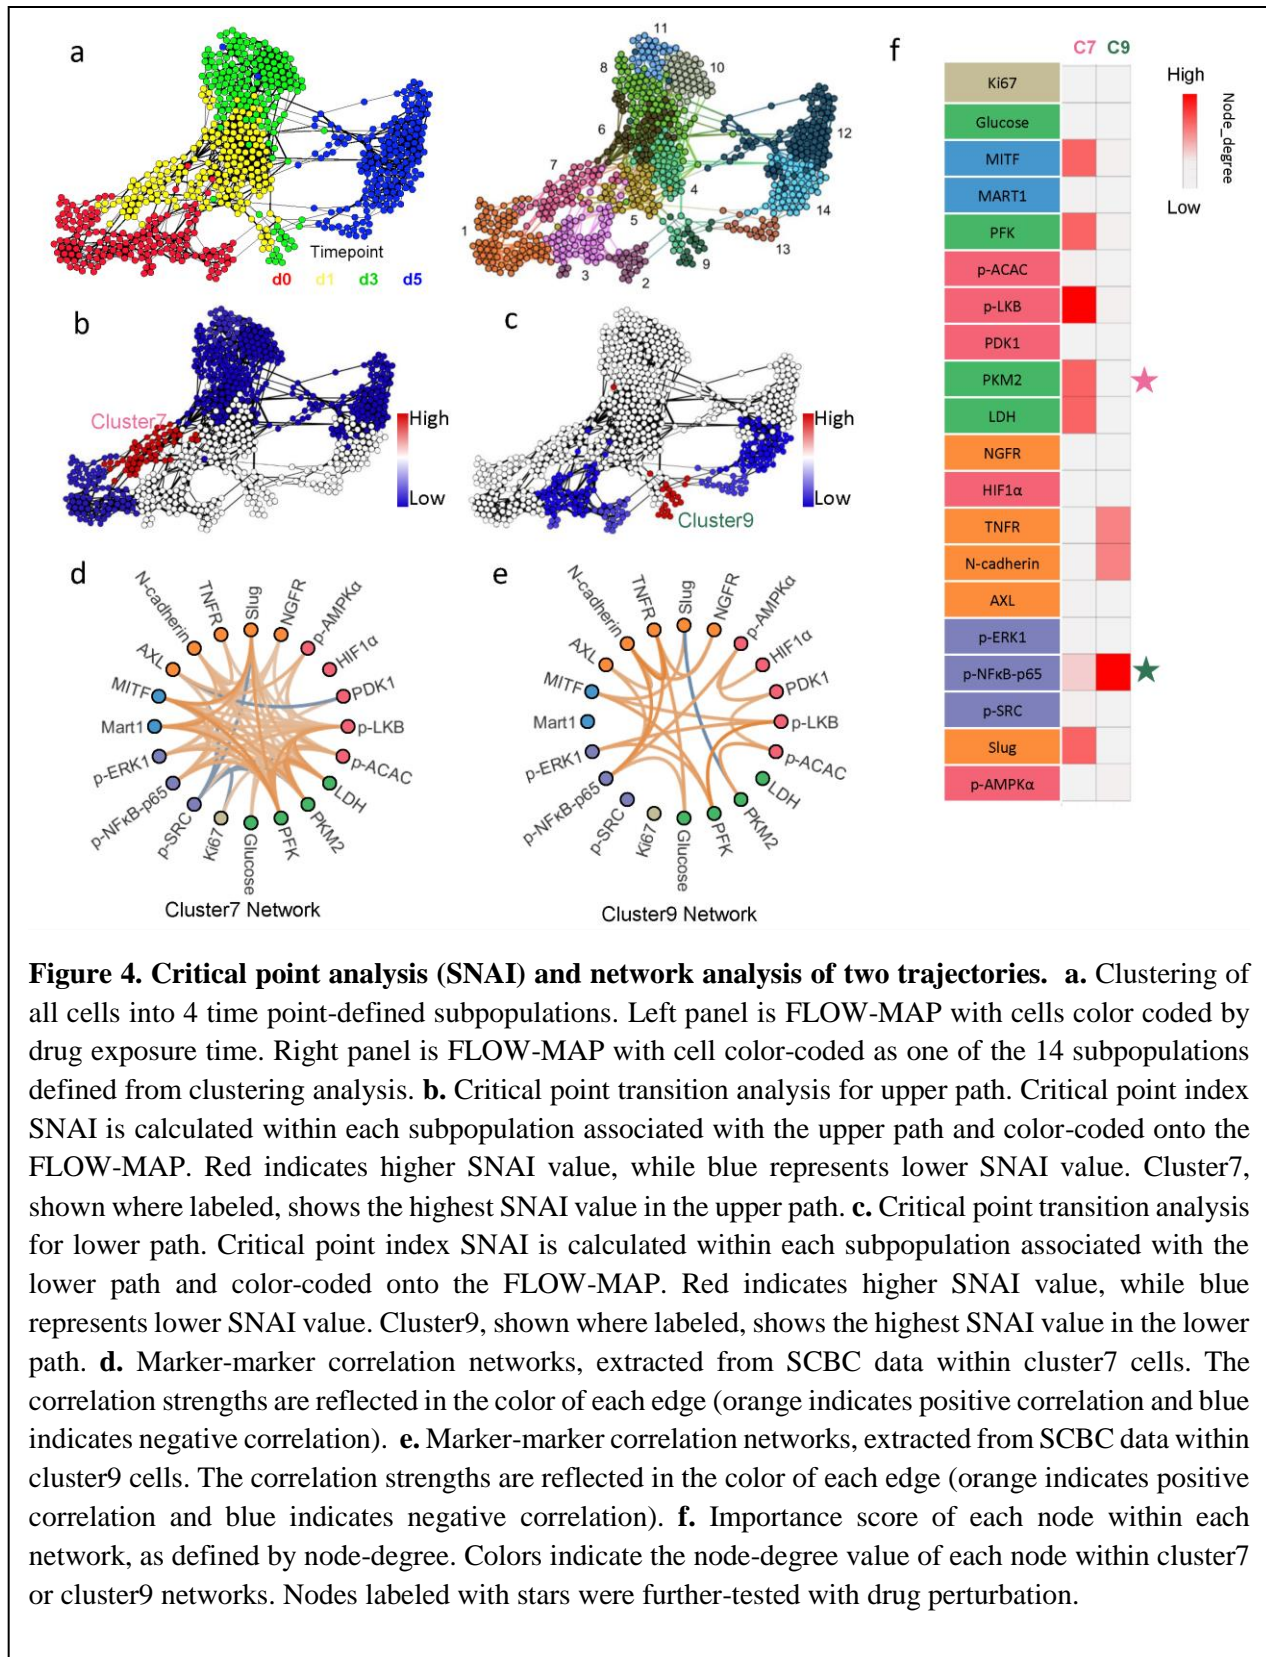 a
11
8
10
6
12
7
4
1
5
14
13
9
3
2
Timepoint
d0 d1 d3 d5
b
Cluster7
High
Low
c
Cluster9
High
Low
d
N-cadherin
TNFR
Slug
NGFR
p-AMPKα
HIF1α
PDK1
p-LKB
p-ACAC
LDH
PKM2
PFK
Glucose
Ki67
p-SRC
p-NFκB-p65
p-ERK1
Mart1
MITF
AXL
Cluster7 Network
e
N-cadherin
TNFR
Slug
NGFR
p-AMPKα
HIF1α
PDK1
p-LKB
p-ACAC
LDH
PKM2
PFK
Glucose
Ki67
p-SRC
p-NFκB-p65
p-ERK1
Mart1
MITF
AXL
Cluster9 Network
f
C7 C9
Ki67
Glucose
MITF
MART1
PFK
p-ACAC
p-LKB
PDK1
PKM2
LDH
NGFR
HIF1α
TNFR
N-cadherin
AXL
p-ERK1
p-NFκB-p65
p-SRC
Slug
p-AMPKα
High
Node_degree
Low
Figure 4. Critical point analysis (SNAI) and network analysis of two trajectories. a. Clustering of
all cells into 4 time point-defined subpopulations. Left panel is FLOW-MAP with cells color coded by
drug exposure time. Right panel is FLOW-MAP with cell color-coded as one of the 14 subpopulations
defined from clustering analysis. b. Critical point transition analysis for upper path. Critical point index
SNAI is calculated within each subpopulation associated with the upper path and color-coded onto the
FLOW-MAP. Red indicates higher SNAI value, while blue represents lower SNAI value. Cluster7,
shown where labeled, shows the highest SNAI value in the upper path. c. Critical point transition analysis
for lower path. Critical point index SNAI is calculated within each subpopulation associated with the
lower path and color-coded onto the FLOW-MAP. Red indicates higher SNAI value, while blue
represents lower SNAI value. Cluster9, shown where labeled, shows the highest SNAI value in the lower
path. d. Marker-marker correlation networks, extracted from SCBC data within cluster7 cells. The
correlation strengths are reflected in the color of each edge (orange indicates positive correlation and blue
indicates negative correlation). e. Marker-marker correlation networks, extracted from SCBC data within
cluster9 cells. The correlation strengths are reflected in the color of each edge (orange indicates positive
correlation and blue indicates negative correlation). f. Importance score of each node within each
network, as defined by node-degree. Colors indicate the node-degree value of each node within cluster7
or cluster9 networks. Nodes labeled with stars were further-tested with drug perturbation.